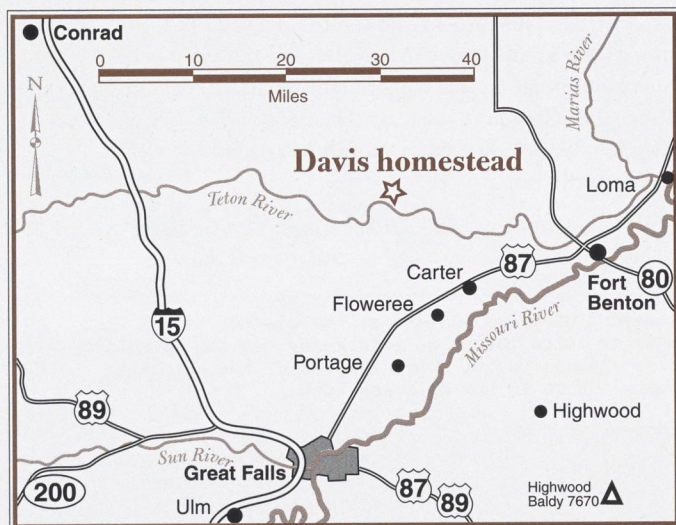 Conrad
0 10 20 30 40
Miles
N
Marias River
Davis homestead
Loma
Teton River
Carter
87
Fort
Benton
80
Floweree
15
Missouri River
Portage
89
Highwood
Sun River
Great Falls
200
Ulm
87
89
Highwood
Baldy 7670